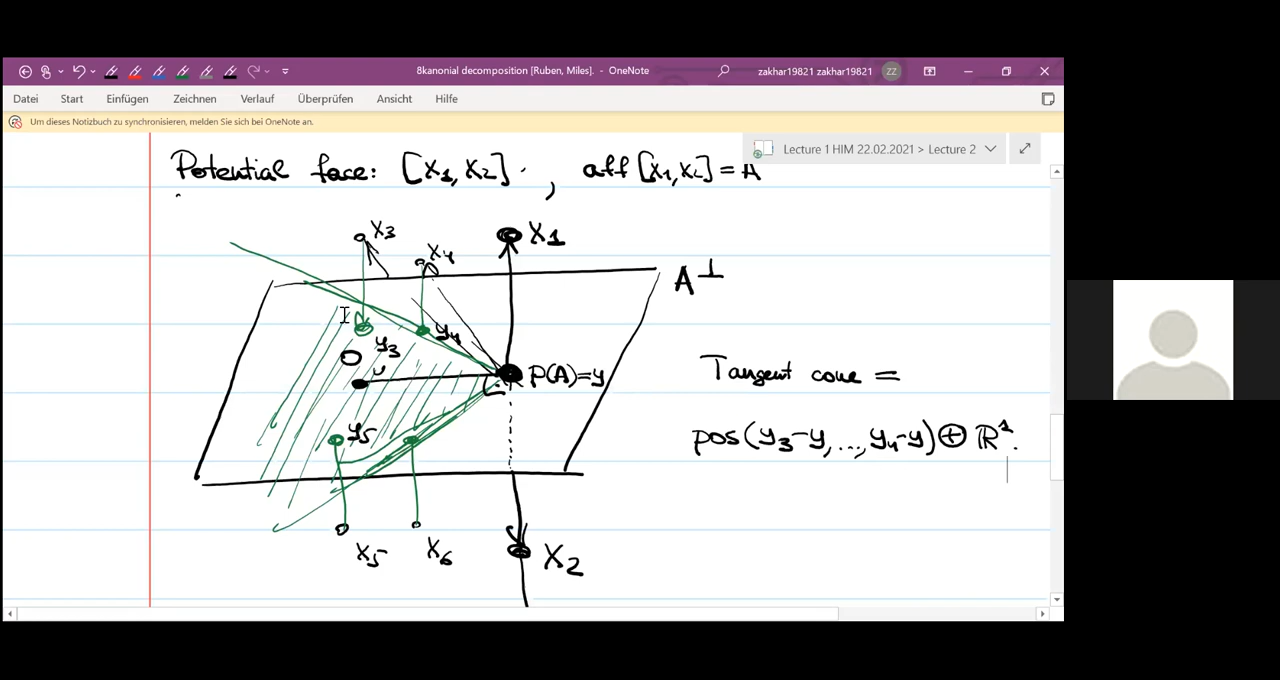 8kanonial decomposition [Ruben, Miles]. - OneNote
zakhar19821 zakhar19821
ZZ
Datei Start Einfügen Zeichnen Verlauf Überprüfen Ansicht Hilfe
Um dieses Notizbuch zu synchronisieren, melden Sie sich bei OneNote an.
Lecture 1 HIM 22.02.2021 > Lecture 2
Potential face: [X1, X2]. , aff [X1, X2] = A
X3
X4
X1
A⊥
y4
y3
O
P(A)=y
Tangent cone =
y5
pos(y3-y, ..., y4-y) ⊕ ℝ¹.
X5
X6
X2